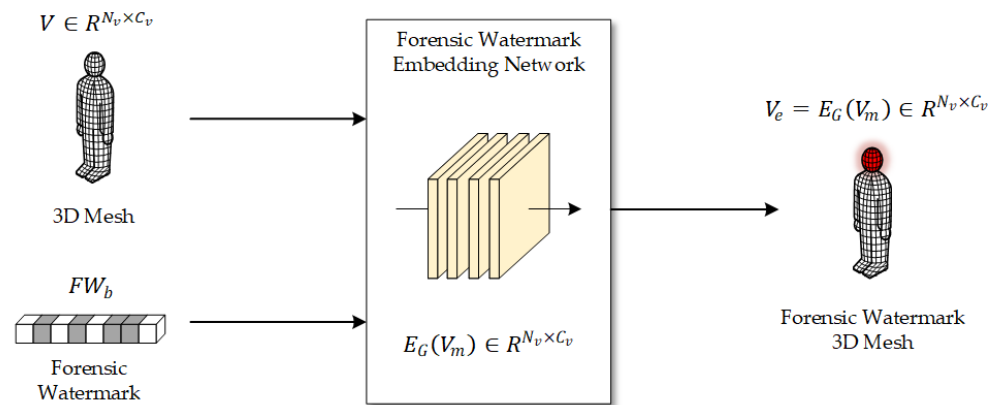 V ∈ R^{N_v×C_v}
3D Mesh
FW_b
Forensic
Watermark
Forensic Watermark
Embedding Network
E_G(V_m) ∈ R^{N_v×C_v}
V_e = E_G(V_m) ∈ R^{N_v×C_v}
Forensic Watermark
3D Mesh